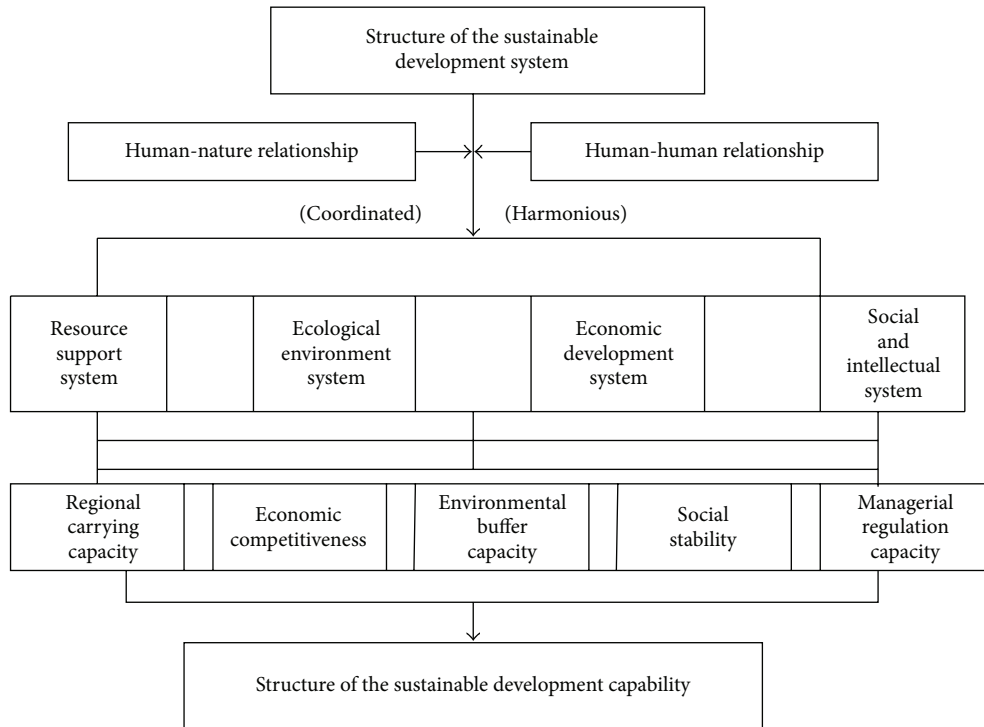 Structure of the sustainable
development system
Human-nature relationship
Human-human relationship
(Coordinated)
(Harmonious)
Resource
support
system
Ecological
environment
system
Economic
development
system
Social
and
intellectual
system
Regional
carrying
capacity
Economic
competitiveness
Environmental
buffer
capacity
Social
stability
Managerial
regulation
capacity
Structure of the sustainable development capability